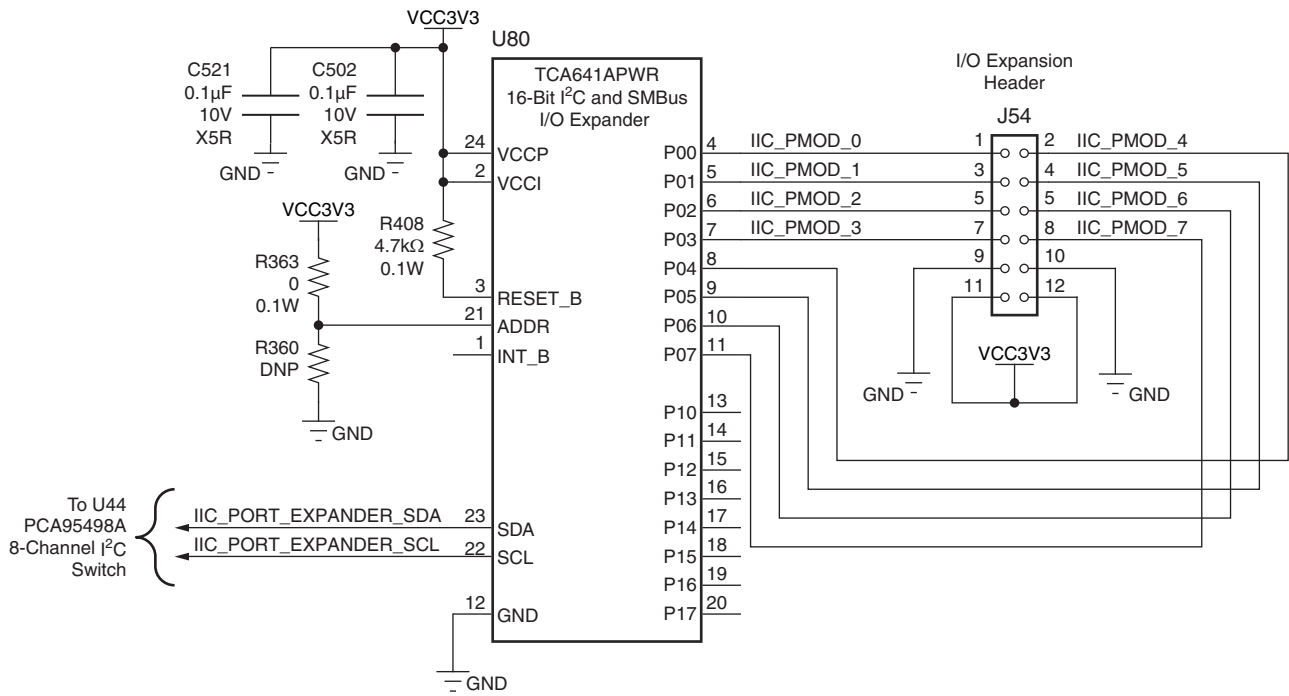 VCC3V3
U80
C521
0.1µF
10V
X5R
GND
C502
0.1µF
10V
X5R
GND
TCA641APWR
16-Bit I²C and SMBus
I/O Expander
I/O Expansion
Header
J54
24 VCCP
2 VCCI
R408
4.7kΩ
0.1W
3 RESET_B
VCC3V3
R363
0
0.1W
21 ADDR
R360
DNP
GND
1 INT_B
P00 4 IIC_PMOD_0 1 2 IIC_PMOD_4
P01 5 IIC_PMOD_1 3 4 IIC_PMOD_5
P02 6 IIC_PMOD_2 5 5 IIC_PMOD_6
P03 7 IIC_PMOD_3 7 8 IIC_PMOD_7
P04 8 9 10
P05 9 11 12
P06 10
P07 11
VCC3V3
GND
GND
P10 13
P11 14
P12 15
P13 16
P14 17
P15 18
P16 19
P17 20
To U44
PCA95498A
8-Channel I²C
Switch
IIC_PORT_EXPANDER_SDA 23 SDA
IIC_PORT_EXPANDER_SCL 22 SCL
12 GND
GND